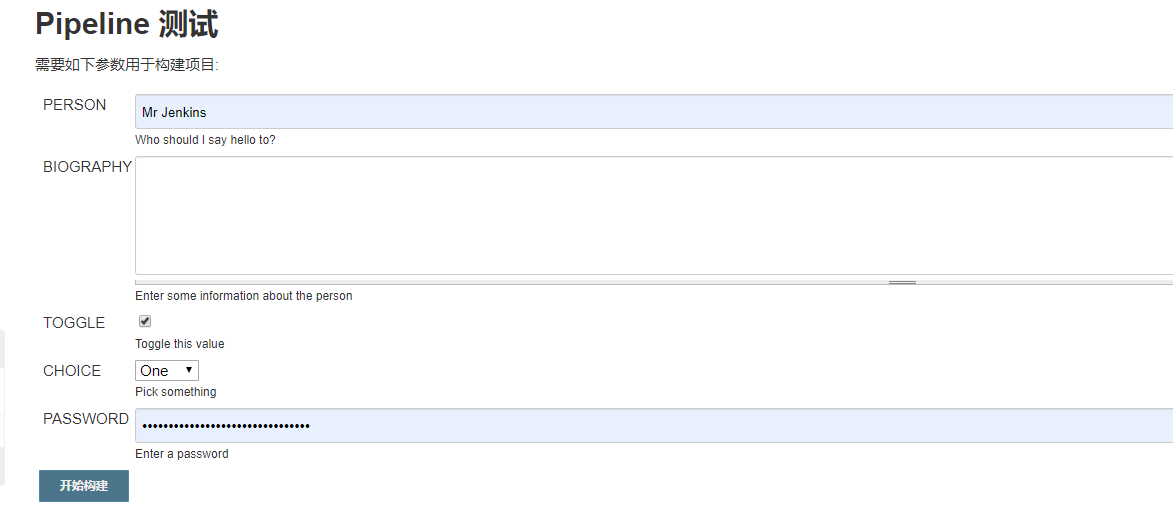 Pipeline 测试
需要如下参数用于构建项目:
PERSON
Mr Jenkins
Who should I say hello to?
BIOGRAPHY
Enter some information about the person
TOGGLE
Toggle this value
CHOICE
One
Pick something
PASSWORD
••••••••••••••••••••••••••••••••
Enter a password
开始构建